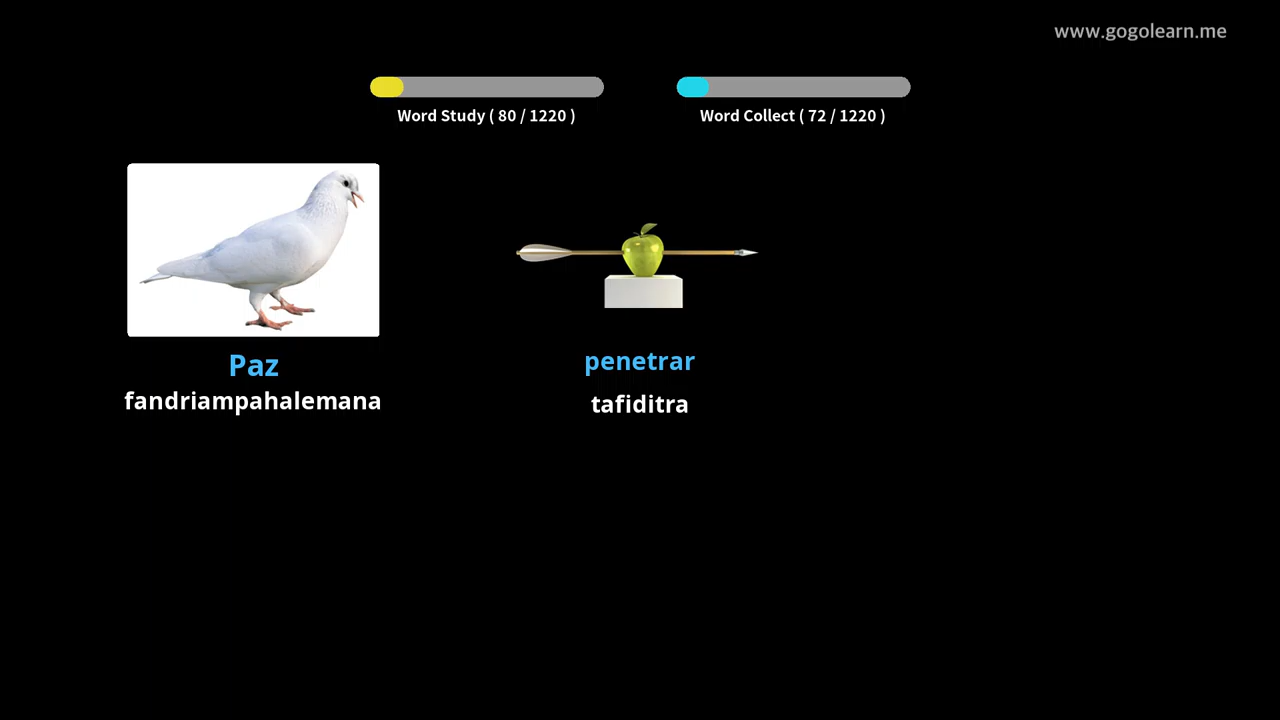 www.gogolearn.me
Word Study ( 80 / 1220 )
Word Collect ( 72 / 1220 )
Paz
fandriampahalemana
penetrar
tafiditra